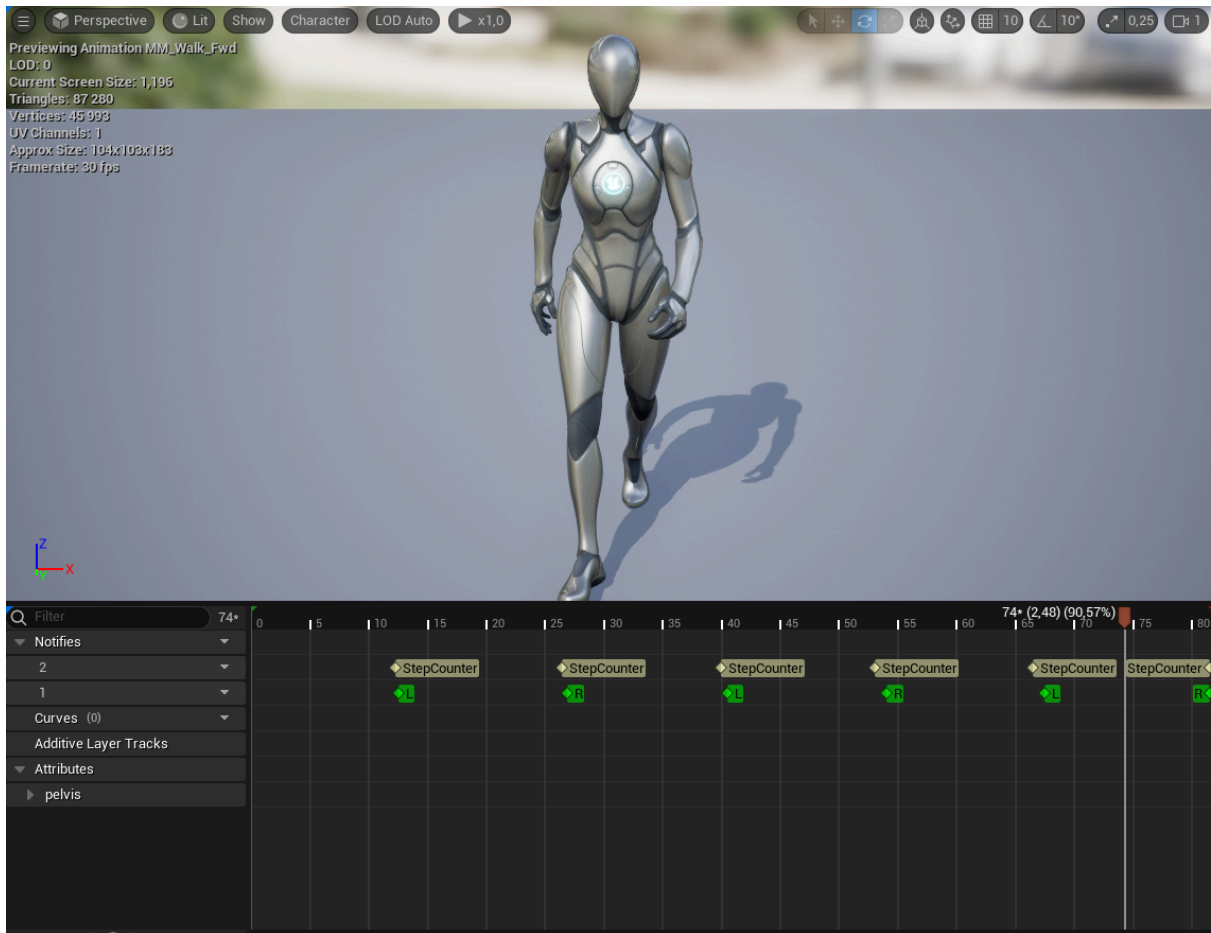 Perspective Lit Show Character LOD Auto x1,0 10 10° 0,25 1
Previewing Animation MM_Walk_Fwd
LOD: 0
Current Screen Size: 1,196
Triangles: 87 280
Vertices: 45 993
UV Channels: 1
Approx Size: 104x103x183
Framerate: 30 fps
Z
X
Y
Filter 74*
74* (2,48) (90,57%)
0 5 10 15 20 25 30 35 40 45 50 55 60 65 70 75 80
Notifies
2 StepCounter StepCounter StepCounter StepCounter StepCounter StepCounter
1 L R L R L R
Curves (0)
Additive Layer Tracks
Attributes
pelvis